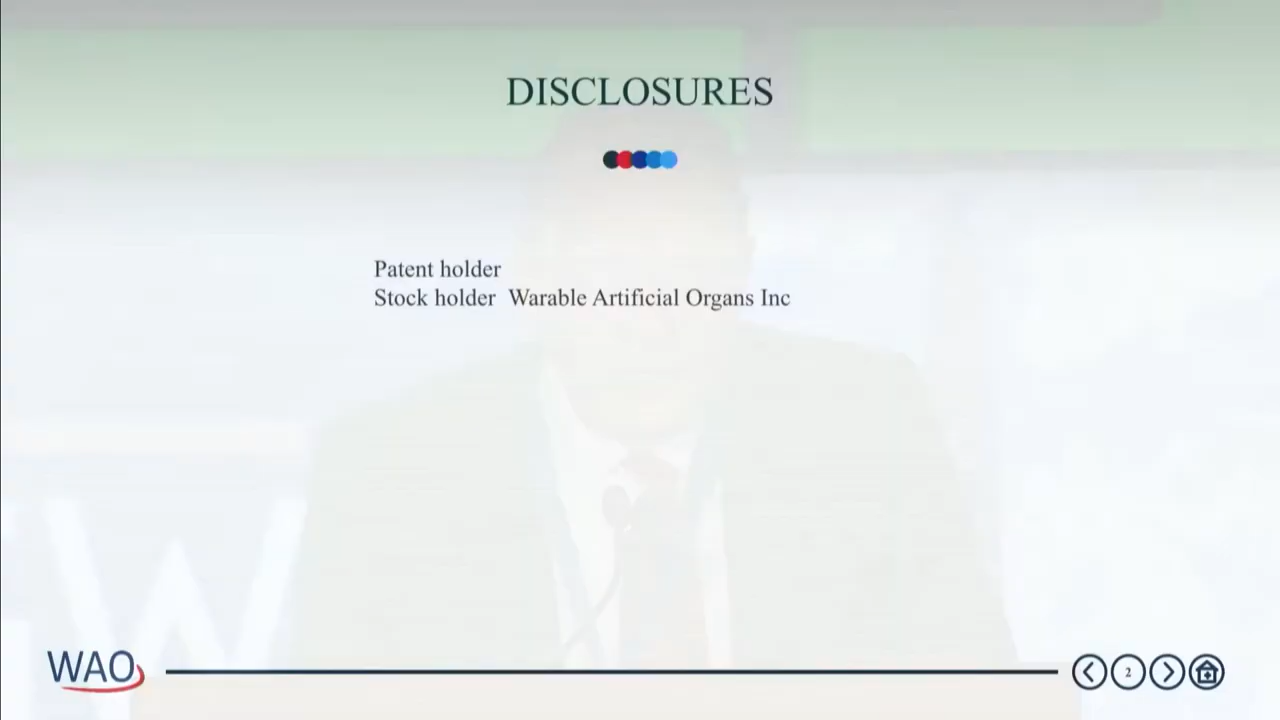 DISCLOSURES
Patent holder
Stock holder Warable Artificial Organs Inc
W
WAO
2